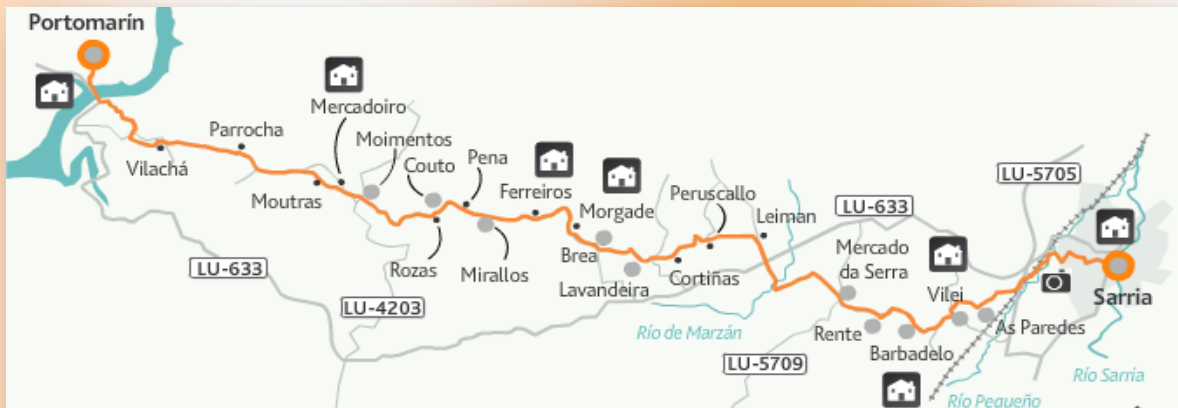 Portomarín
Mercadoiro
Parrocha
Moimentos
Couto
Pena
Vilachá
Ferreiros
Moutras
Morgade
Peruscallo
Leiman
LU-5705
LU-633
Rozas
Mirallos
Brea
Lavandeira
Cortiñas
Mercado
da Serra
Vilei
LU-633
LU-4203
Río de Marzán
Rente
Barbadelo
As Paredes
Sarria
LU-5709
Río Pequeño
Río Sarria